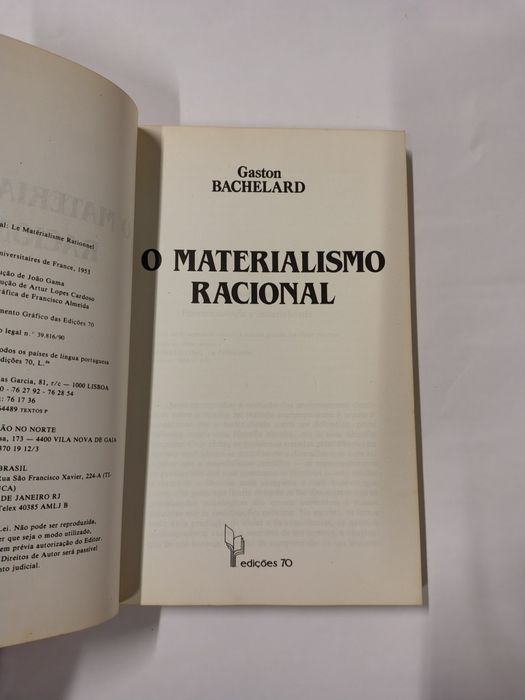 al: Le Matérialisme Rationnel
niversitaires de France, 1953
ução de João Gama
ução de Artur Lopes Cardoso
ráfica de Francisco Almeida
mento Gráfico das Edições 70
o legal n.º 39.816/90
odos os países de língua portuguesa
dições 70, L.da
as Garcia, 81, r/c — 1000 LISBOA
0 - 76 27 92 - 76 28 54
: 76 17 36
64489 TEXTOS P
ÃO NO NORTE
sa, 173 — 4400 VILA NOVA DE GAIA
370 19 12/3
BRASIL
Rua São Francisco Xavier, 224-A (TI-
CA)
DE JANEIRO RJ
Telex 40385 AMLJ B
Lei. Não pode ser reproduzida,
er que seja o modo utilizado,
em prévia autorização do Editor.
Direitos de Autor será passível
nto judicial.
Gaston
BACHELARD
O MATERIALISMO
RACIONAL
edições 70